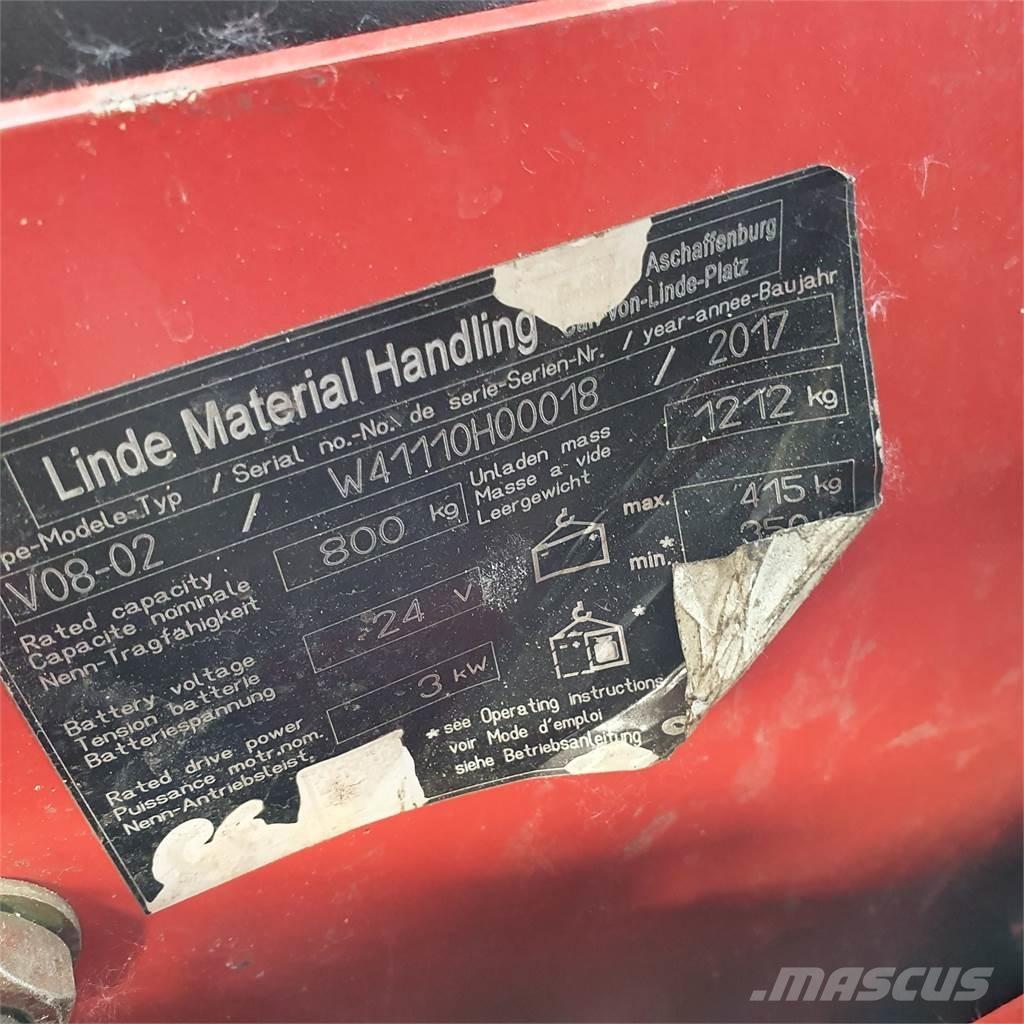 Linde Material Handling
Aschaffenburg
-von-Linde-Platz
pe-Modele-Typ / Serial no.-No. de serie-Serien-Nr. / year-annee-Baujahr
V08-02 / W41110H00018 / 2017
Rated capacity
Capacite nominale
Nenn-Tragfähigkeit
800 kg
Unladen mass
Masse a vide
Leergewicht
1212 kg
Battery voltage
Tension batterie
Batteriespannung
24 V
max. 415 kg
min.* 350 kg
Rated drive power
Puissance motr.nom.
Nenn-Antriebsleist.
3 kW
*
* see Operating instructions
voir Mode d'emploi
siehe Betriebsanleitung
MASCUS